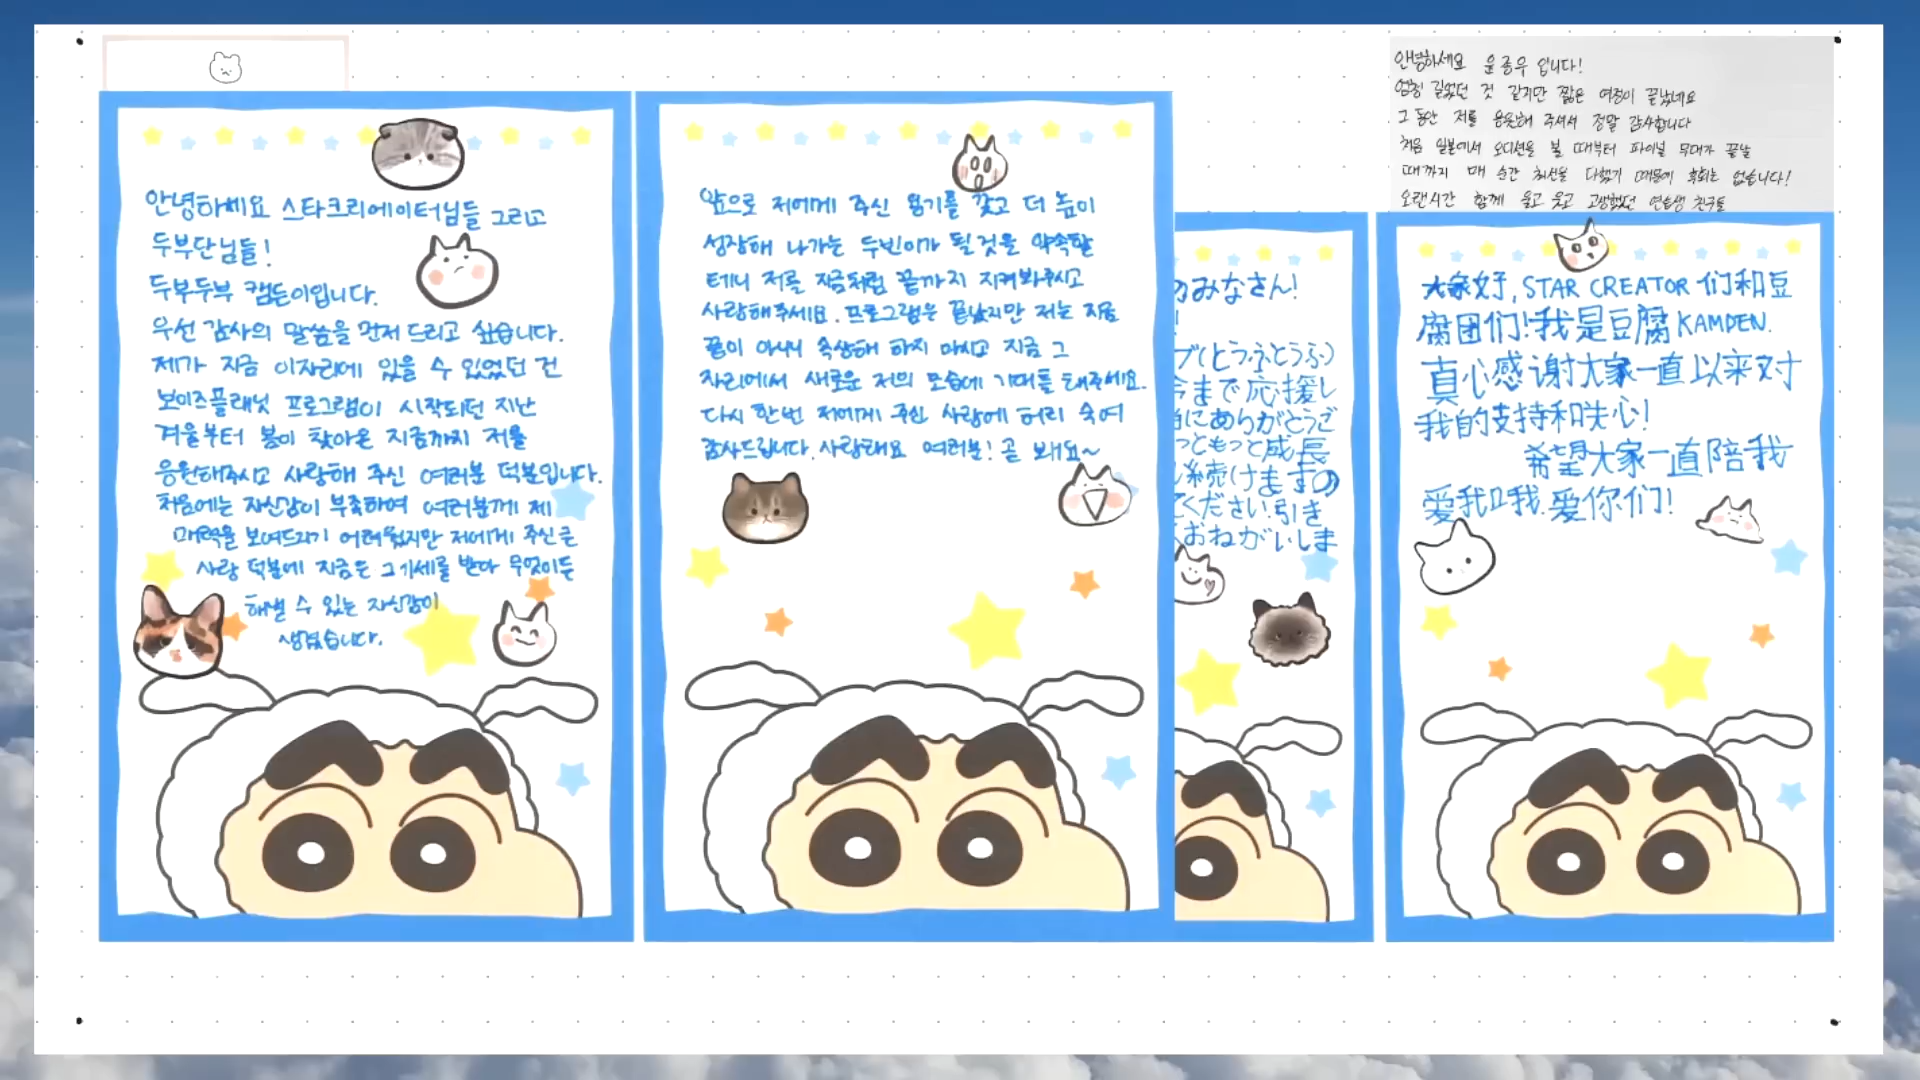 안녕하세요 스타크리에이터님들 그리고
두부단님들!
두부두부 캠든이입니다.
우선 감사의 말씀을 먼저 드리고 싶습니다.
제가 지금 이자리에 있을 수 있었던 건
보이즈플래닛 프로그램이 시작되던 지난
겨울부터 봄이 찾아온 지금까지 저를
응원해주시고 사랑해 주신 여러분 덕분입니다.
처음에는 자신감이 부족하여 여러분께 제
매력을 보여드리기 어려웠지만 저에게 주신 큰
사랑 덕분에 지금은 그 기세를 받아 무엇이든
해낼 수 있는 자신감이
생겼습니다.
앞으로 저에게 주신 용기를 갖고 더 높이
성장해 나가는 두빈이가 될 것을 약속할
테니 저를 지금처럼 끝까지 지켜봐주시고
사랑해주세요. 프로그램은 끝났지만 저는 지금
끝이 아니니 속상해 하지 마시고 지금 그
자리에서 새로운 저의 모습에 기대를 해주세요.
다시 한번 저에게 주신 사랑에 허리 숙여
감사드립니다. 사랑해요 여러분! 곧 봬요~
のみなさん!
!
ブ(とうふとうふ)
今まで応援し
にありがとうご
っともっと成長
し続けますの
てください引き
おねがいしま
안녕하세요 윤종우 입니다!
엄청 길었던 것 같지만 짧은 여정이 끝났네요
그 동안 저를 응원해 주셔서 정말 감사합니다
처음 일본에서 오디션을 볼 때부터 파이널 무대가 끝날
때까지 매 순간 최선을 다했기 때문에 후회는 없습니다!
오랜시간 함께 울고 웃고 고생했던 연습생 친구들
大家好, STAR CREATOR 们和豆
腐团们! 我是豆腐 KAMDEN.
真心感谢大家一直以来对
我的支持和关心!
希望大家一直陪我
爱我. 爱你们!